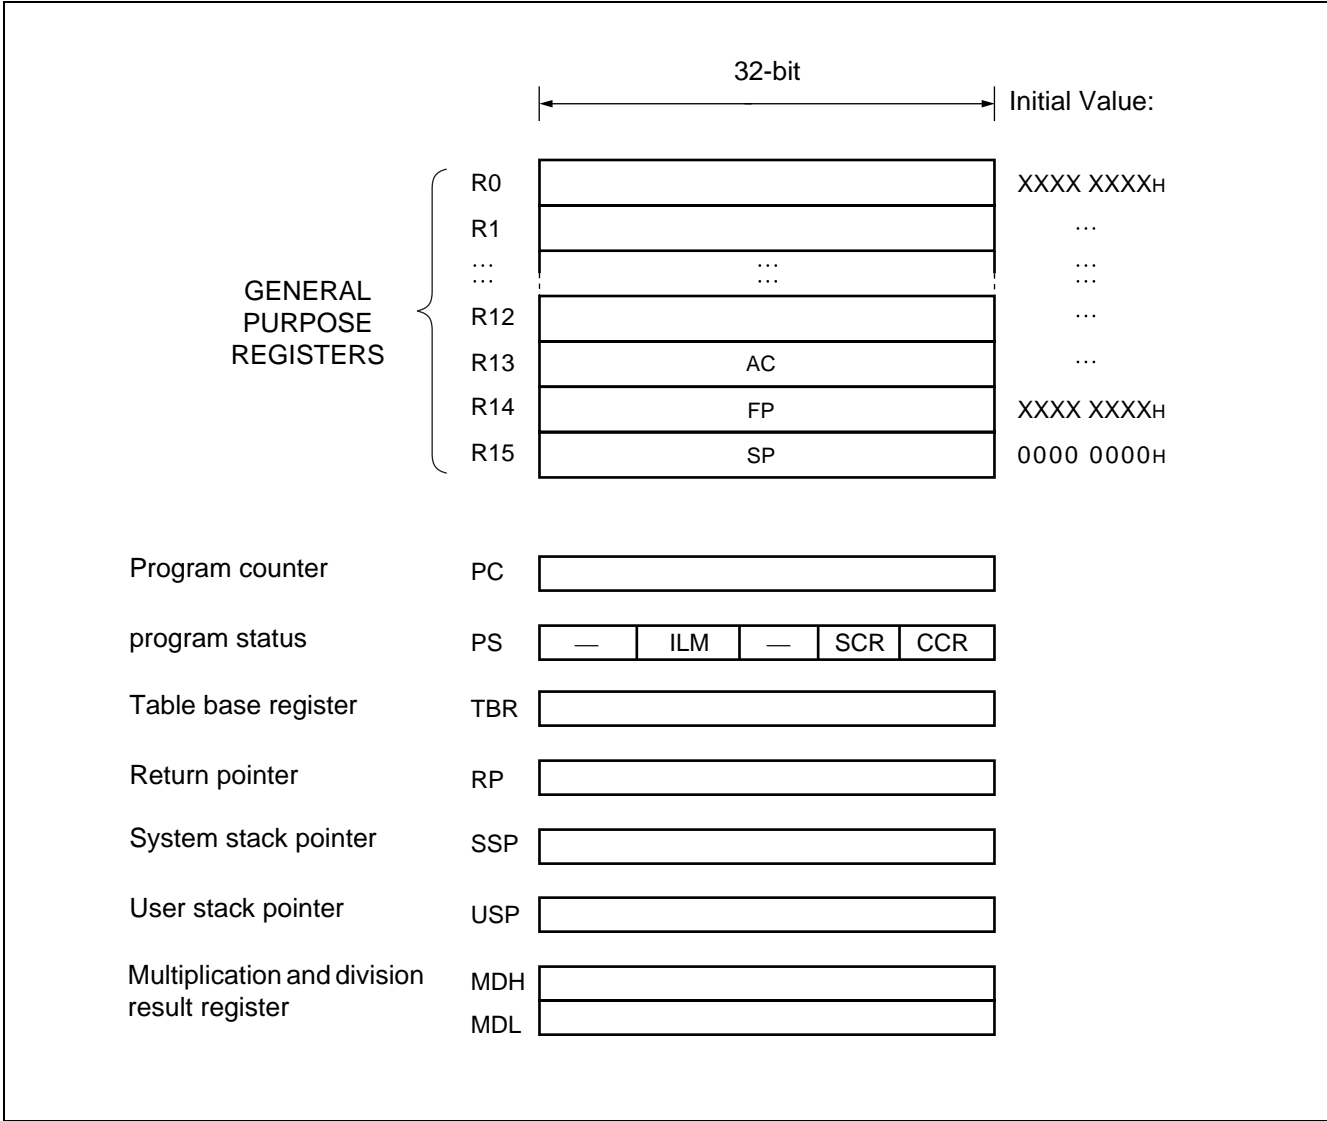 32-bit
Initial Value:
R0 XXXX XXXXH
R1 ...
... ... ...
... ... ...
GENERAL
PURPOSE
REGISTERS
R12 ...
R13 AC ...
R14 FP XXXX XXXXH
R15 SP 0000 0000H
Program counter PC
program status PS — ILM — SCR CCR
Table base register TBR
Return pointer RP
System stack pointer SSP
User stack pointer USP
Multiplication and division
result register
MDH
MDL